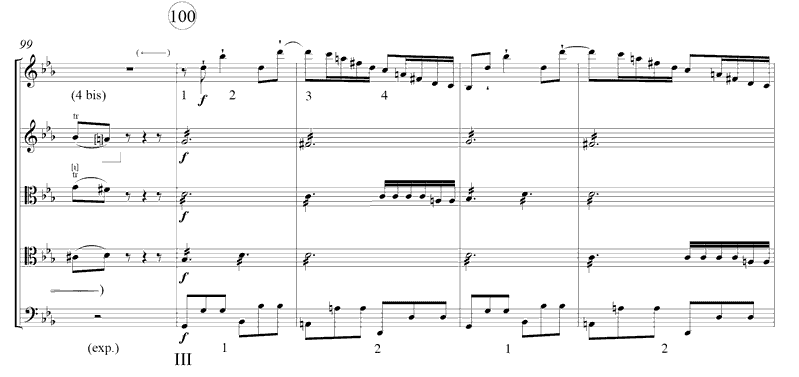 100
99
(4 bis) 1 f 2 3 4
tr
f
[t]
tr
f
f
)
f
(exp.) 1 2 1 2
III